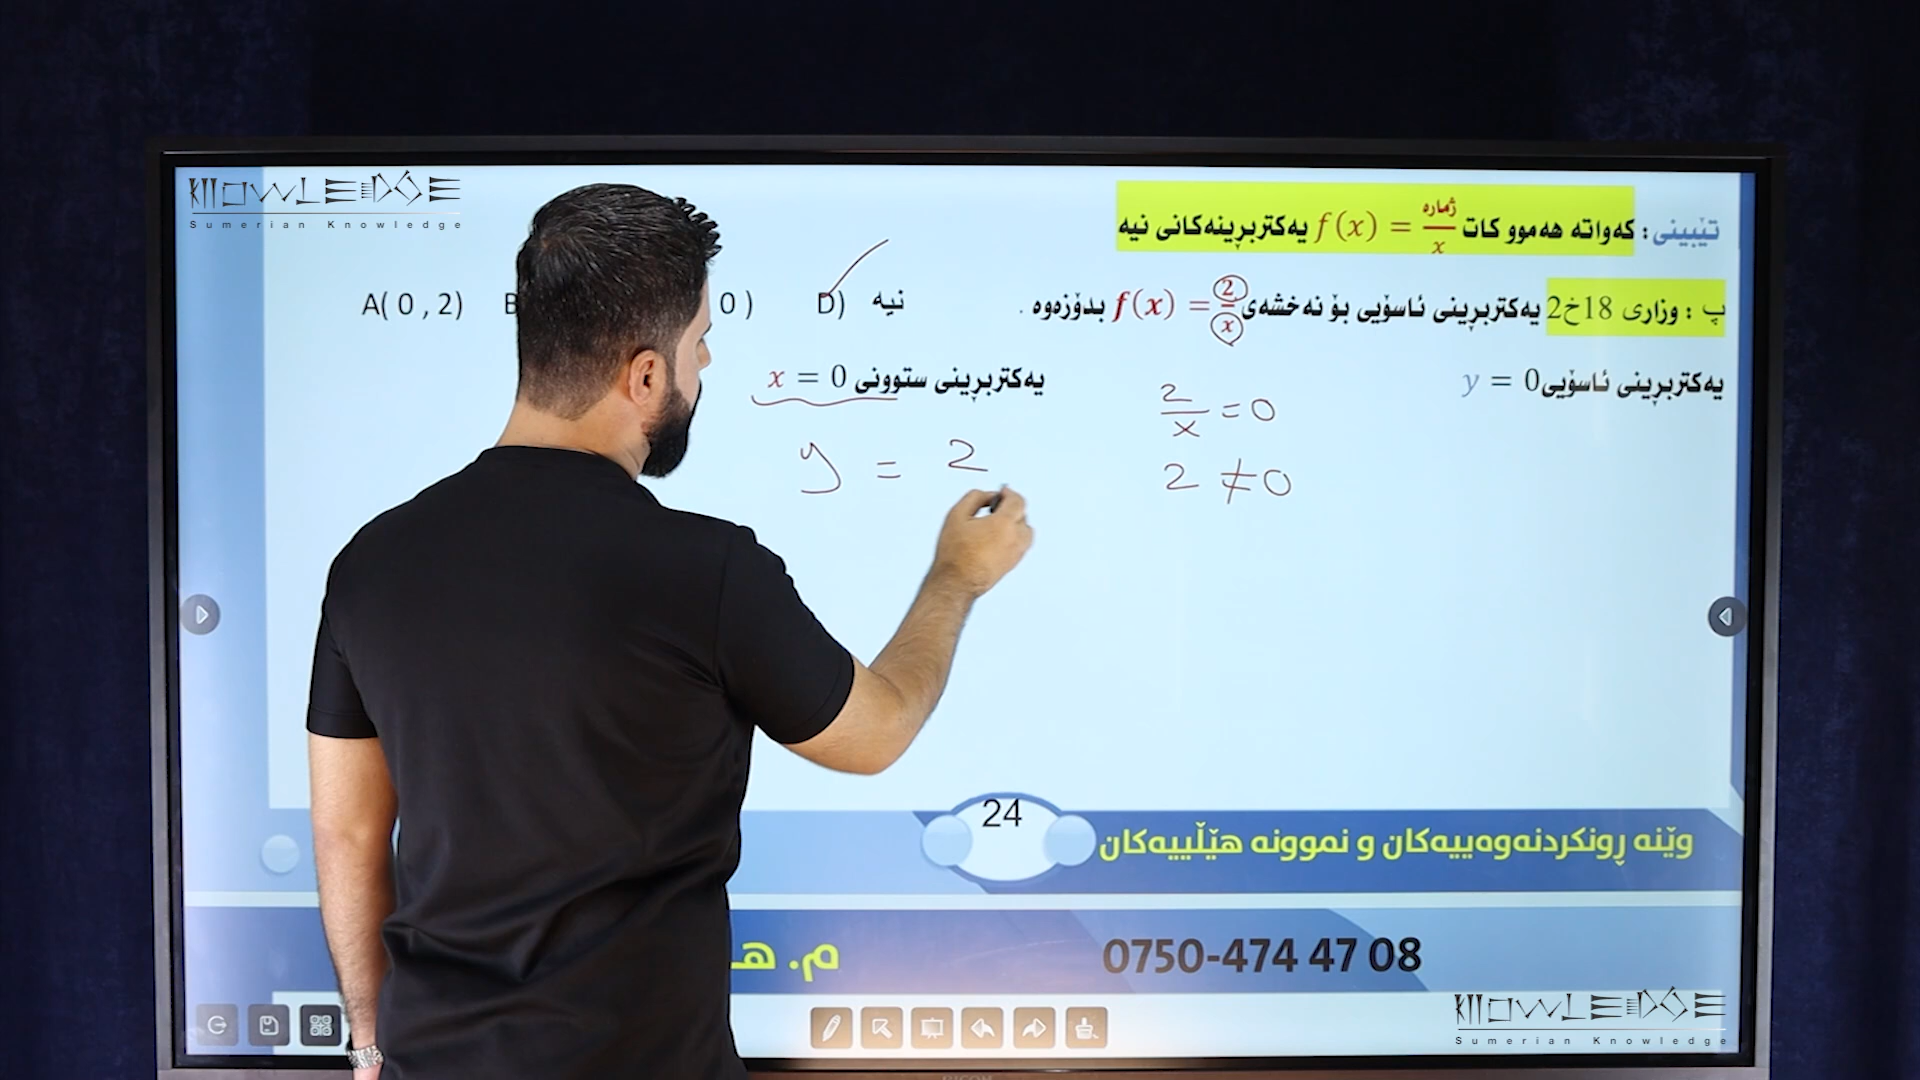 KNOWLEDGE
Sumerian Knowledge
تێبینی : کەواتە هەموو کات f(x) = ژمارە/x یەکتربڕینەکانی نیە
پ : وزاری 18خ2 یەکتربڕینی ئاسۆیی بۆ نەخشەی f(x) = 2/x بدۆزەوە .
A( 0 , 2) B 0 ) D) نیە
یەکتربڕینی ئاسۆیی y = 0
2/x = 0
2 ≠ 0
یەکتربڕینی ستوونی x = 0
y = 2
24
وێنە ڕونکردنەوەییەکان و نموونە هێڵییەکان
0750-474 47 08
م. هـ
KNOWLEDGE
Sumerian Knowledge